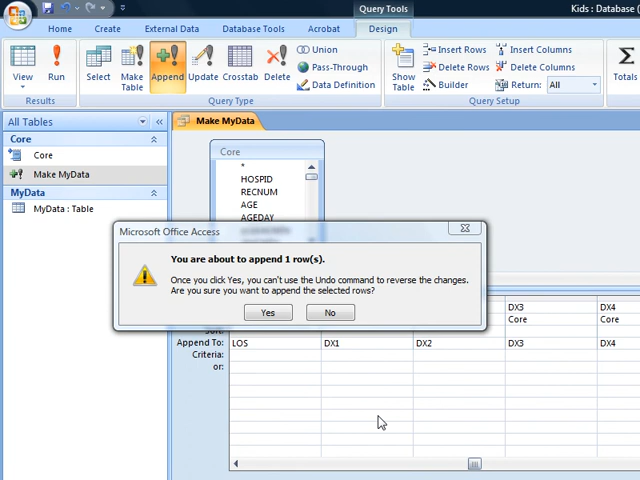 Query Tools
Kids : Database (
Home
Create
External Data
Database Tools
Acrobat
Design
View
Run
Select
Make Table
Append
Update
Crosstab
Delete
Union
Pass-Through
Data Definition
Show Table
Insert Rows
Delete Rows
Builder
Insert Columns
Delete Columns
Return: All
Totals
Results
Query Type
Query Setup
All Tables
Core
Core
Make MyData
MyData
MyData : Table
Make MyData
Core
*
HOSPID
RECNUM
AGE
AGEDAY
Microsoft Office Access
You are about to append 1 row(s).
Once you click Yes, you can't use the Undo command to reverse the changes.
Are you sure you want to append the selected rows?
Yes
No
DX3
DX4
Core
Core
Append To:
LOS
DX1
DX2
DX3
DX4
Criteria:
or: